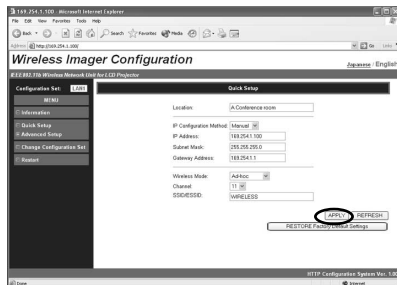 169.254.1.100 - Microsoft Internet Explorer
File Edit View Favorites Tools Help
Back Search Favorites Media
Address http://169.254.1.100/ Go Links
Wireless Imager Configuration
Japanese / English
IEEE802.11b Wireless Network Unit for LCD Projector
Configuration Set: LAN1
MENU
Information
Quick Setup
Advanced Setup
Change Configuration Set
Restart
Quick Setup
Location: A Conference room
IP Configuration Method: Manual
IP Address: 169.254.1.100
Subnet Mask: 255.255.255.0
Gateway Address: 169.254.1.1
Wireless Mode: Ad-hoc
Channel: 11
SSID/ESSID: WIRELESS
APPLY REFRESH
RESTORE Factory Default Settings
HTTP Configuration System Ver. 1.00
Done Internet